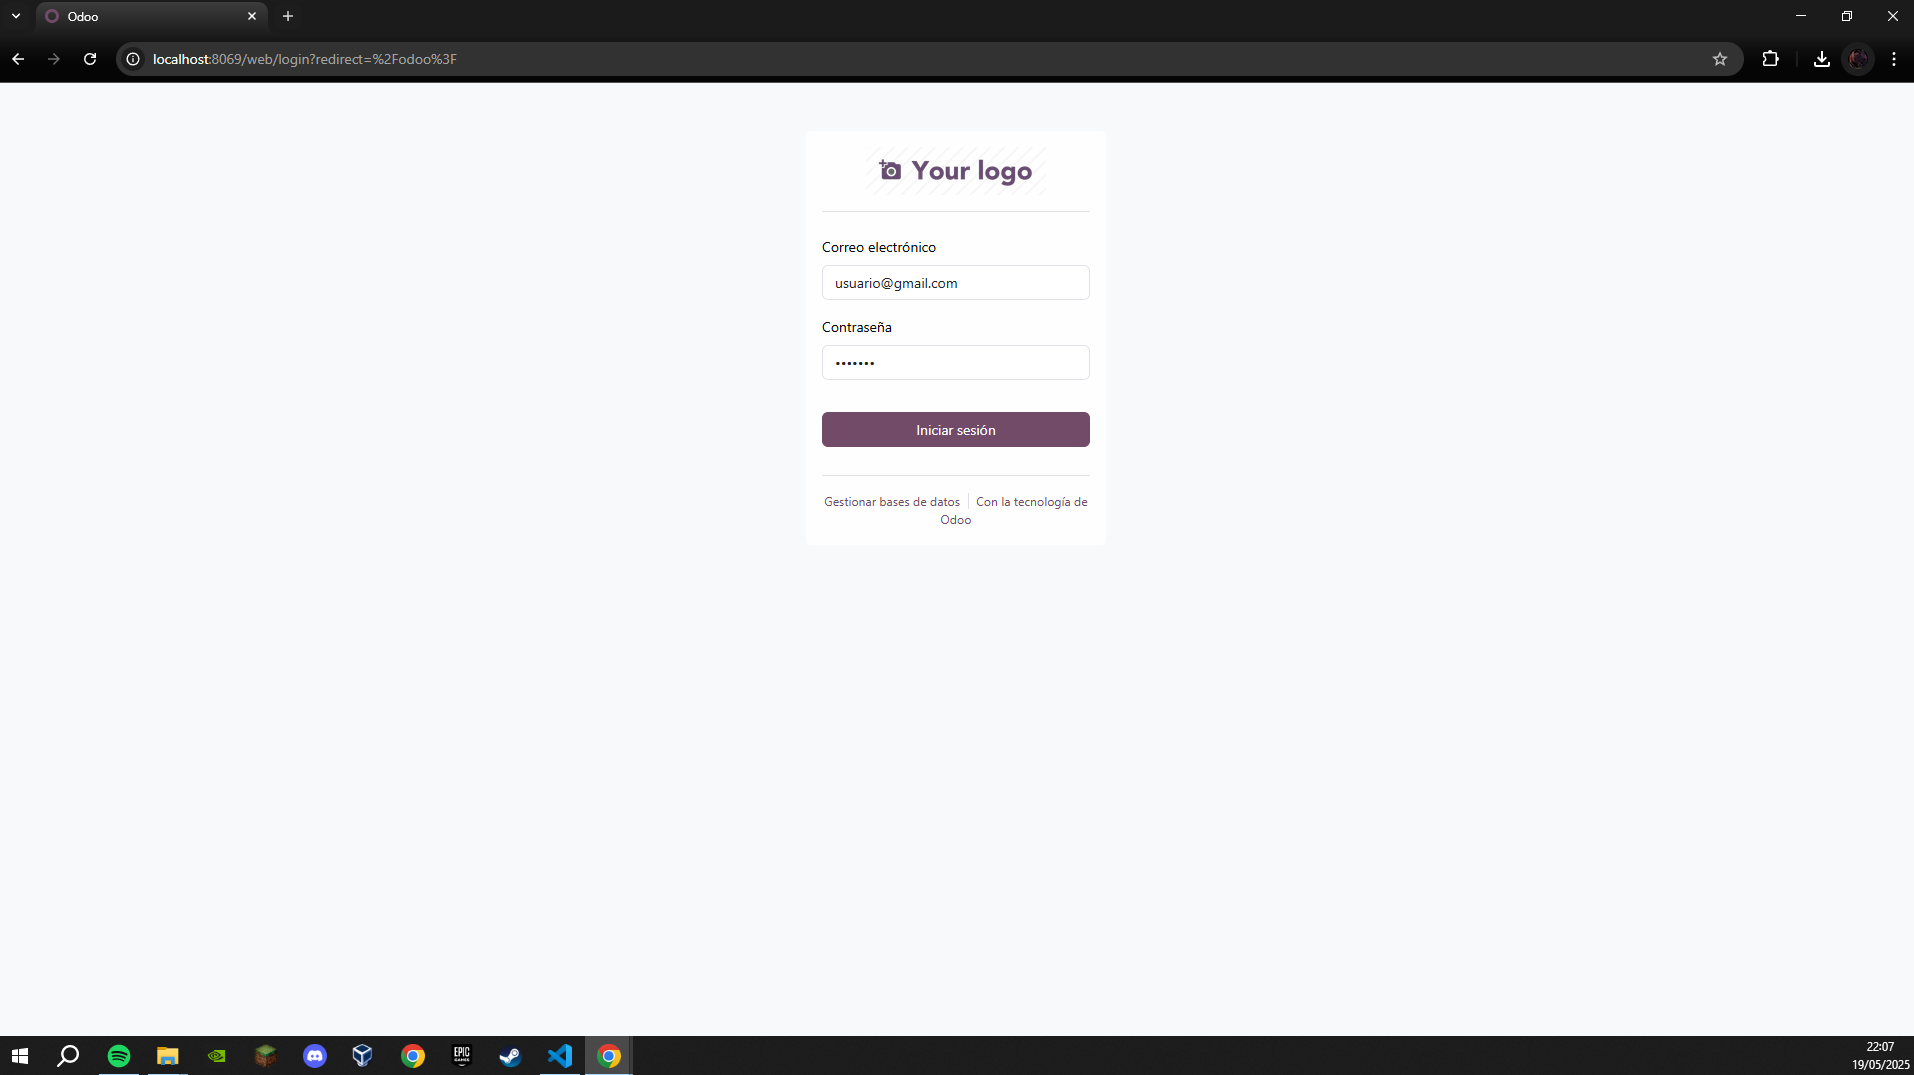 Odoo
localhost:8069/web/login?redirect=%2Fodoo%3F
Your logo
Correo electrónico
usuario@gmail.com
Contraseña
•••••••
Iniciar sesión
Gestionar bases de datos
Con la tecnología de
Odoo
EPIC
GAMES
22:07
19/05/2025